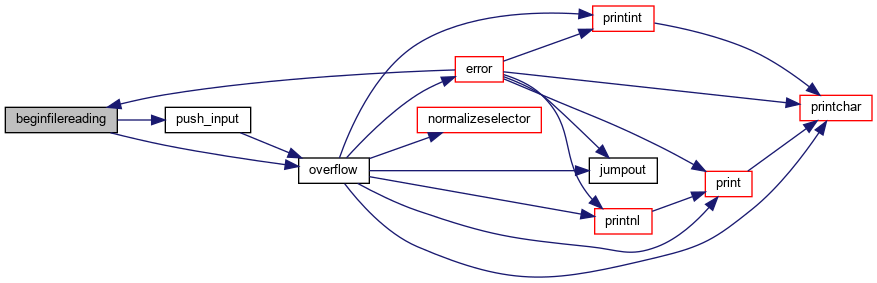 beginfilereading
push_input
overflow
error
normalizeselector
printint
jumpout
printnl
print
printchar